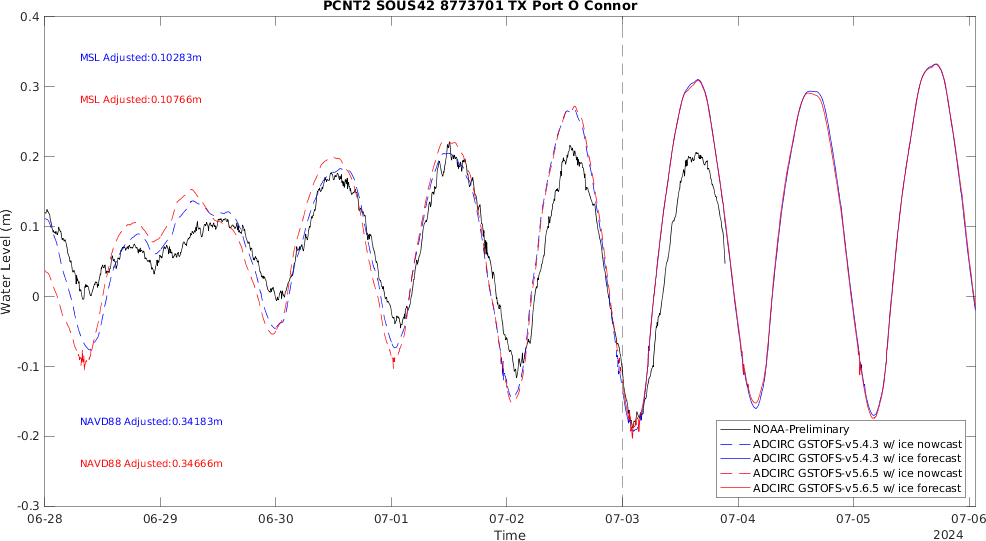 PCNT2 SOUS42 8773701 TX Port O Connor
0.4
0.3
0.2
0.1
0
-0.1
-0.2
-0.3
Water Level (m)
MSL Adjusted:0.10283m
MSL Adjusted:0.10766m
NAVD88 Adjusted:0.34183m
NAVD88 Adjusted:0.34666m
NOAA-Preliminary
ADCIRC GSTOFS-v5.4.3 w/ ice nowcast
ADCIRC GSTOFS-v5.4.3 w/ ice forecast
ADCIRC GSTOFS-v5.6.5 w/ ice nowcast
ADCIRC GSTOFS-v5.6.5 w/ ice forecast
06-28 06-29 06-30 07-01 07-02 07-03 07-04 07-05 07-06
Time
2024